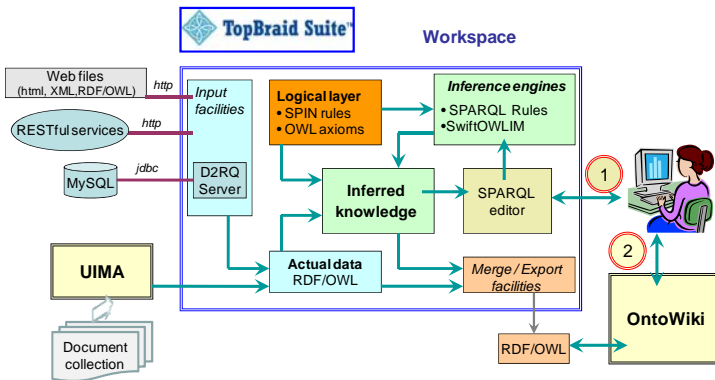 TopBraid Suite™
Workspace
Web files
(html, XML,RDF/OWL)
http
RESTful services
http
MySQL
jdbc
Input
facilities
D2RQ
Server
Logical layer
• SPIN rules
• OWL axioms
Inference engines
• SPARQL Rules
•SwiftOWLIM
Inferred
knowledge
SPARQL
editor
1
2
UIMA
Actual data
RDF/OWL
Merge / Export
facilities
Document
collection
RDF/OWL
OntoWiki